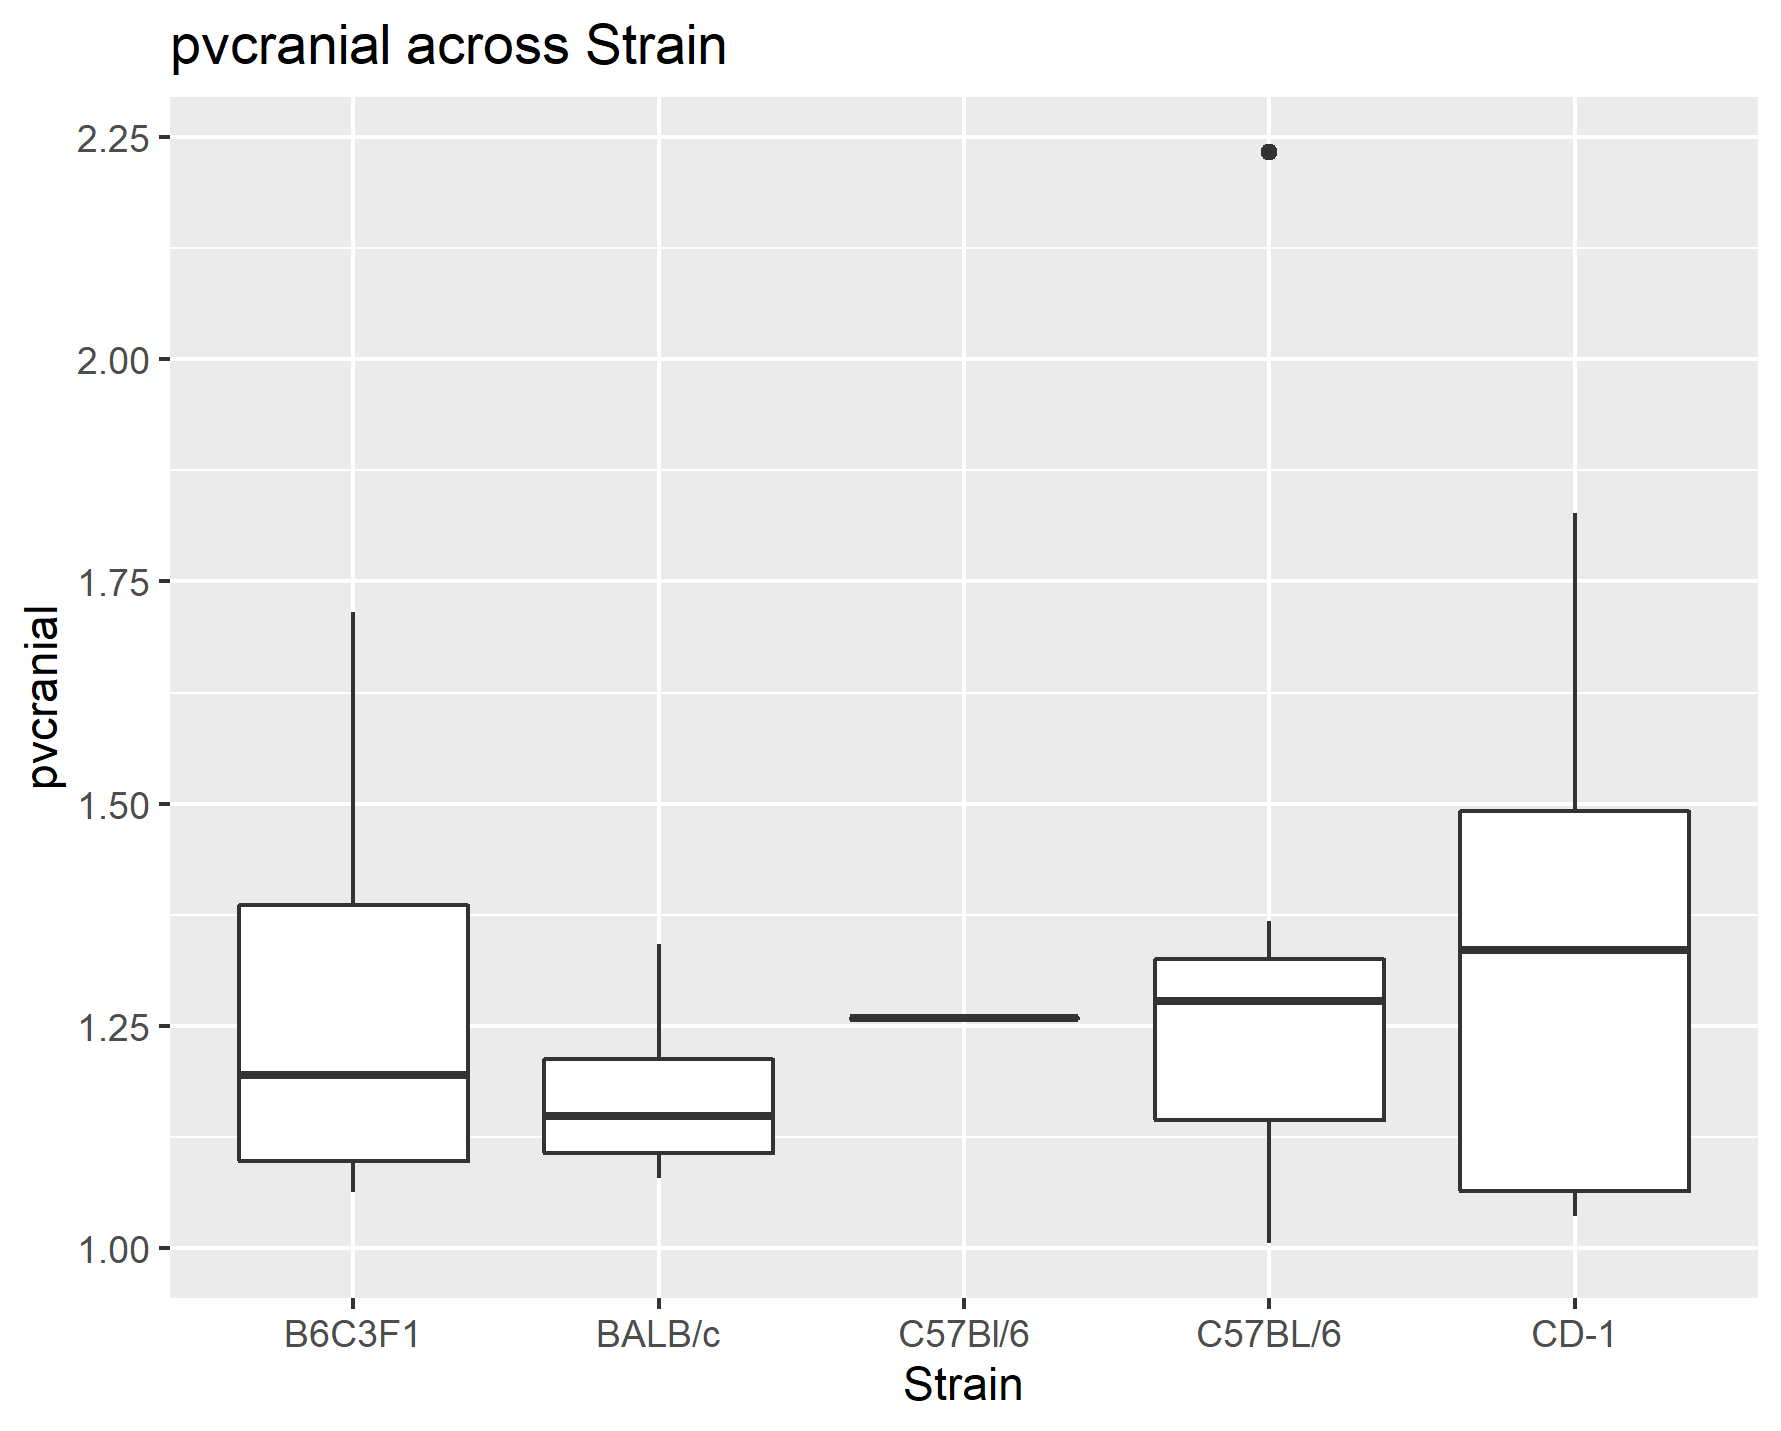 pvcranial across Strain
2.25
2.00
1.75
1.50
1.25
1.00
pvcranial
B6C3F1 BALB/c C57Bl/6 C57BL/6 CD-1
Strain